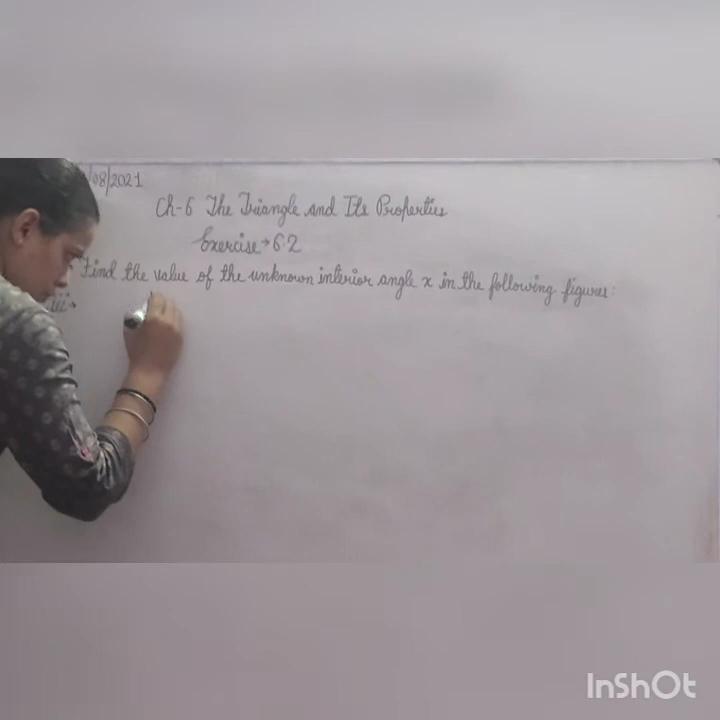 /08/2021
Ch-6 The Triangle and Its Properties
Exercise → 6.2
Find the value of the unknown interior angle x in the following figures:
iii →
InShOt